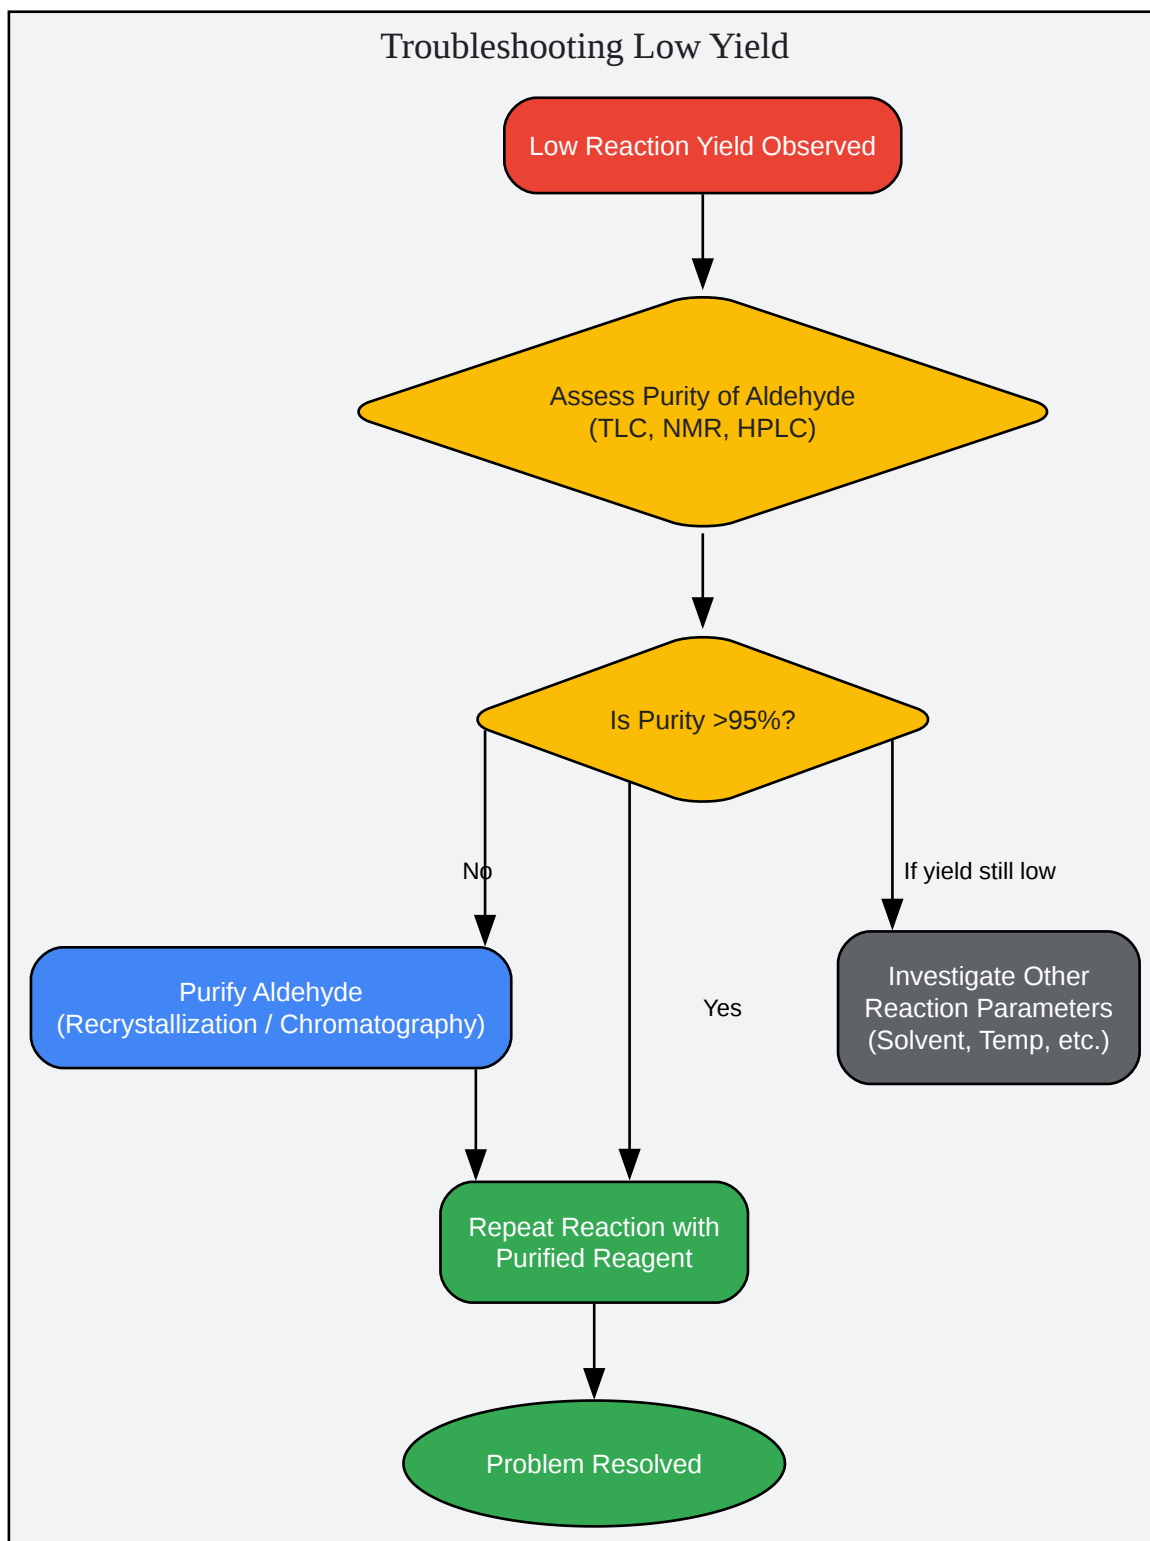 Troubleshooting Low Yield
Low Reaction Yield Observed
Assess Purity of Aldehyde
(TLC, NMR, HPLC)
Is Purity >95%?
No
If yield still low
Purify Aldehyde
(Recrystallization / Chromatography)
Yes
Investigate Other
Reaction Parameters
(Solvent, Temp, etc.)
Repeat Reaction with
Purified Reagent
Problem Resolved